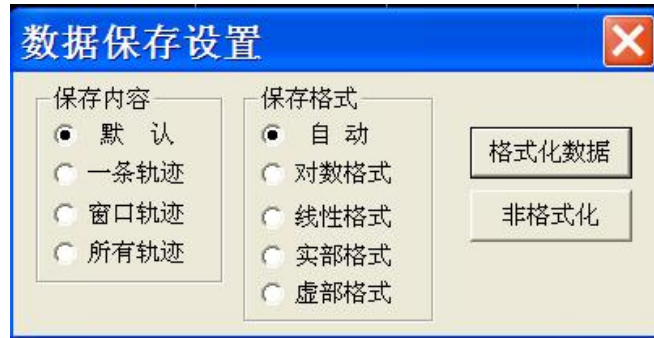 数据保存设置
保存内容
默 认
一条轨迹
窗口轨迹
所有轨迹
保存格式
自 动
对数格式
线性格式
实部格式
虚部格式
格式化数据
非格式化